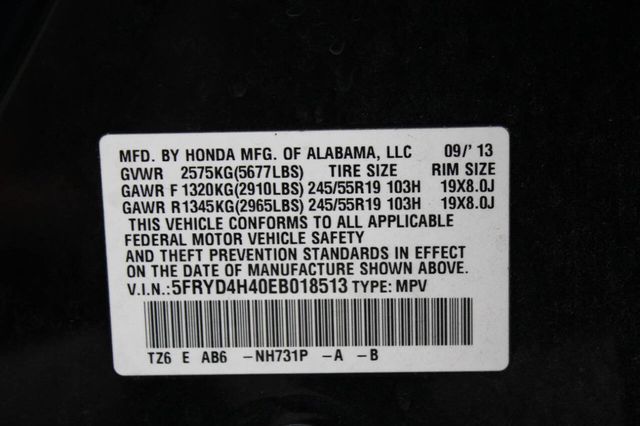 MFD. BY HONDA MFG. OF ALABAMA, LLC 09/' 13
GVWR 2575KG(5677LBS) TIRE SIZE RIM SIZE
GAWR F 1320KG(2910LBS) 245/55R19 103H 19X8.0J
GAWR R 1345KG(2965LBS) 245/55R19 103H 19X8.0J
THIS VEHICLE CONFORMS TO ALL APPLICABLE
FEDERAL MOTOR VEHICLE SAFETY
AND THEFT PREVENTION STANDARDS IN EFFECT
ON THE DATE OF MANUFACTURE SHOWN ABOVE.
V.I.N.:5FRYD4H40EB018513 TYPE: MPV
TZ6 E AB6 -NH731P -A -B